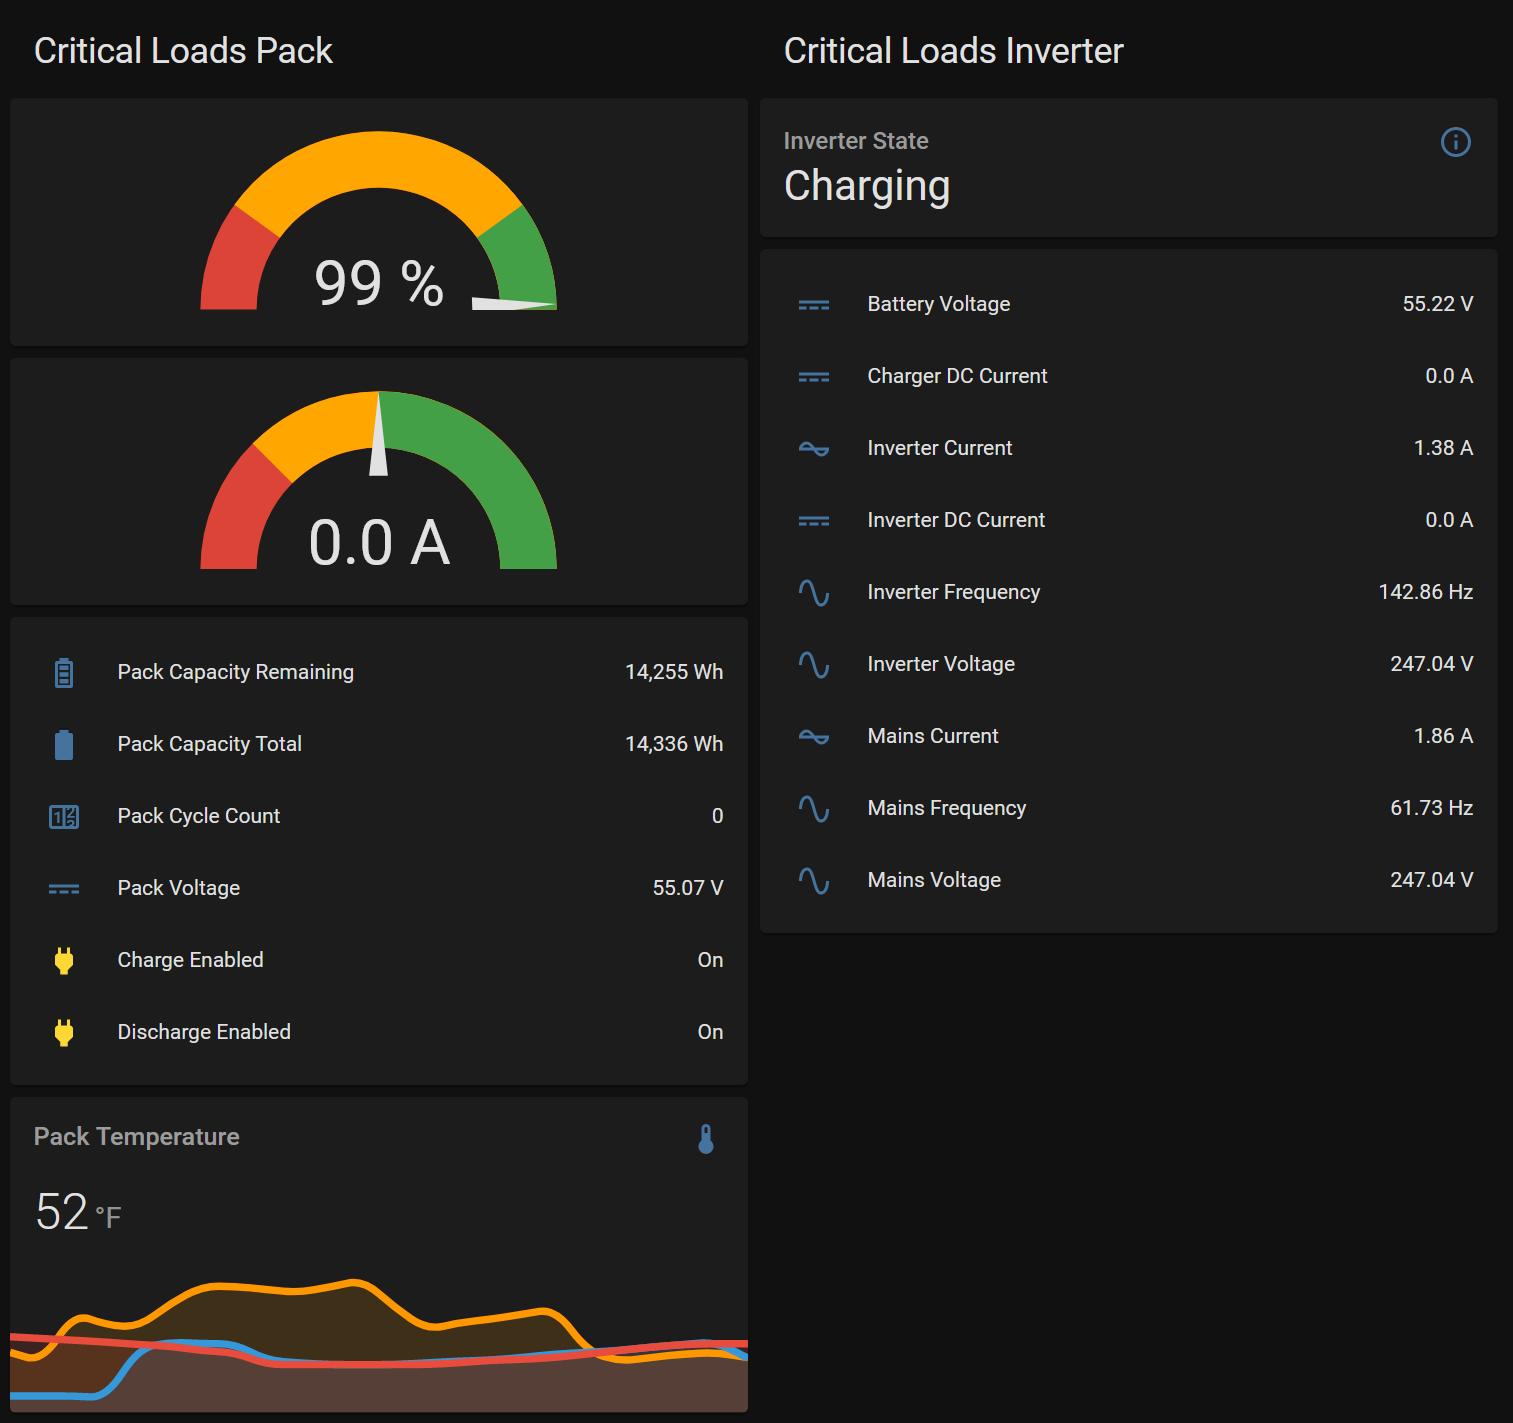 Critical Loads Pack
99 %
0.0 A
Pack Capacity Remaining 14,255 Wh
Pack Capacity Total 14,336 Wh
Pack Cycle Count 0
Pack Voltage 55.07 V
Charge Enabled On
Discharge Enabled On
Pack Temperature
52 °F
Critical Loads Inverter
Inverter State
Charging
Battery Voltage 55.22 V
Charger DC Current 0.0 A
Inverter Current 1.38 A
Inverter DC Current 0.0 A
Inverter Frequency 142.86 Hz
Inverter Voltage 247.04 V
Mains Current 1.86 A
Mains Frequency 61.73 Hz
Mains Voltage 247.04 V